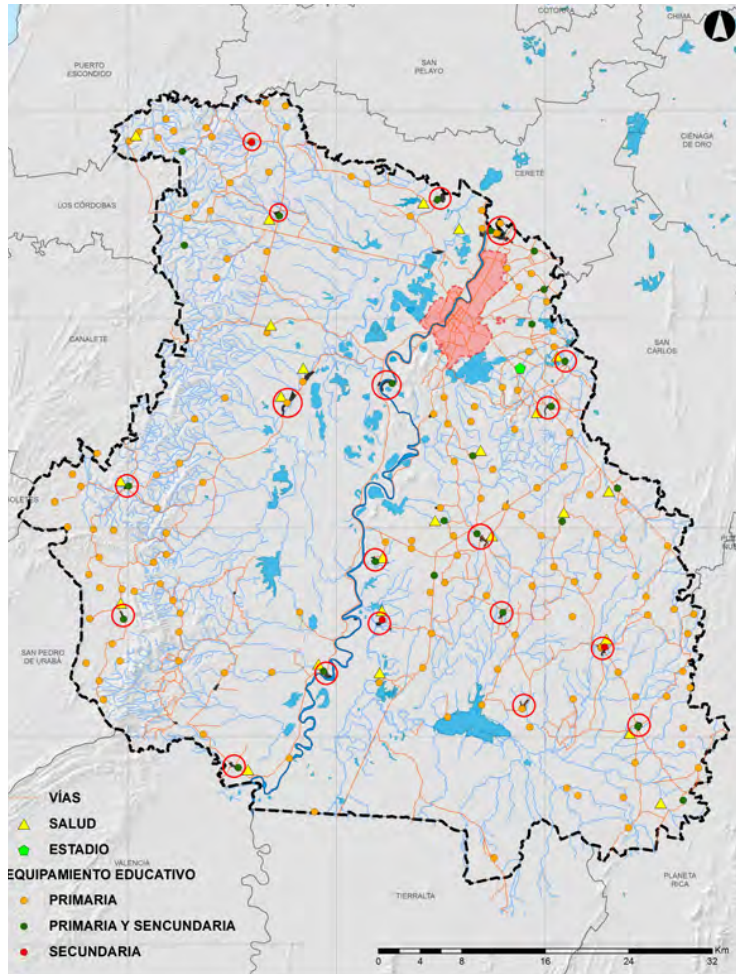 COTORRA
CHIMA
PUERTO
ESCONDIDO
SAN
PELAYO
CIÉNAGA
DE ORO
CERETÉ
LOS CÓRDOBAS
CANALETE
SAN
CARLOS
SAN PEDRO
DE URABÁ
VÍAS
SALUD
ESTADIO
VALENCIA
EQUIPAMIENTO EDUCATIVO
PRIMARIA
PRIMARIA Y SENCUNDARIA
SECUNDARIA
TIERRALTA
PLANETA
RICA
Km
0 4 8 16 24 32